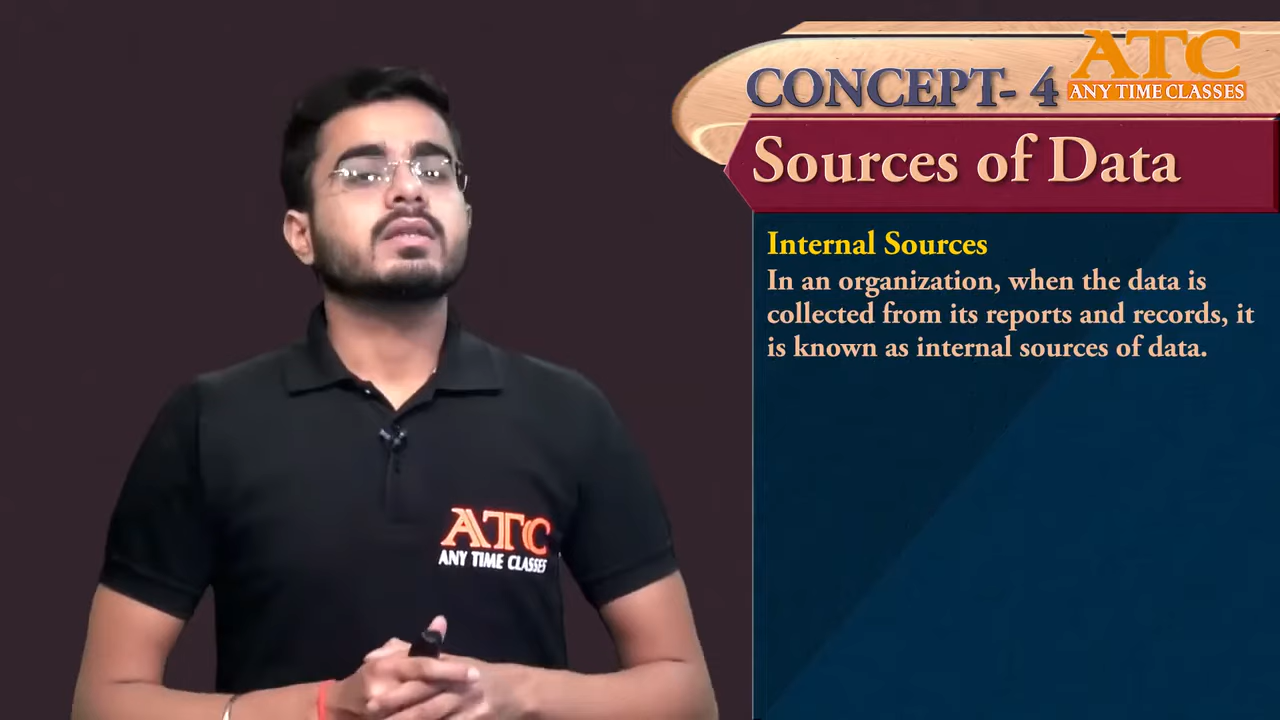 CONCEPT- 4
ATC
ANY TIME CLASSES
Sources of Data
Internal Sources
In an organization, when the data is
collected from its reports and records, it
is known as internal sources of data.
ATC
ANY TIME CLASSES